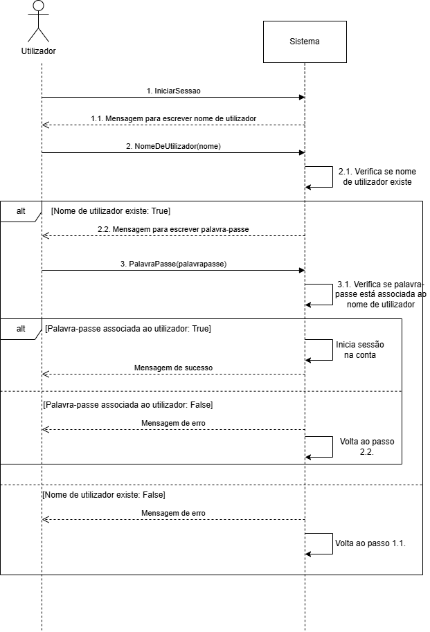 Utilizador
Sistema
1. IniciarSessao
1.1. Mensagem para escrever nome de utilizador
2. NomeDeUtilizador(nome)
2.1. Verifica se nome
de utilizador existe
alt
[Nome de utilizador existe: True]
2.2. Mensagem para escrever palavra-passe
3. PalavraPasse(palavrapasse)
3.1. Verifica se palavra-
passe está associada ao
nome de utilizador
alt
[Palavra-passe associada ao utilizador: True]
Inicia sessão
na conta
Mensagem de sucesso
[Palavra-passe associada ao utilizador: False]
Mensagem de erro
Volta ao passo
2.2.
[Nome de utilizador existe: False]
Mensagem de erro
Volta ao passo 1.1.